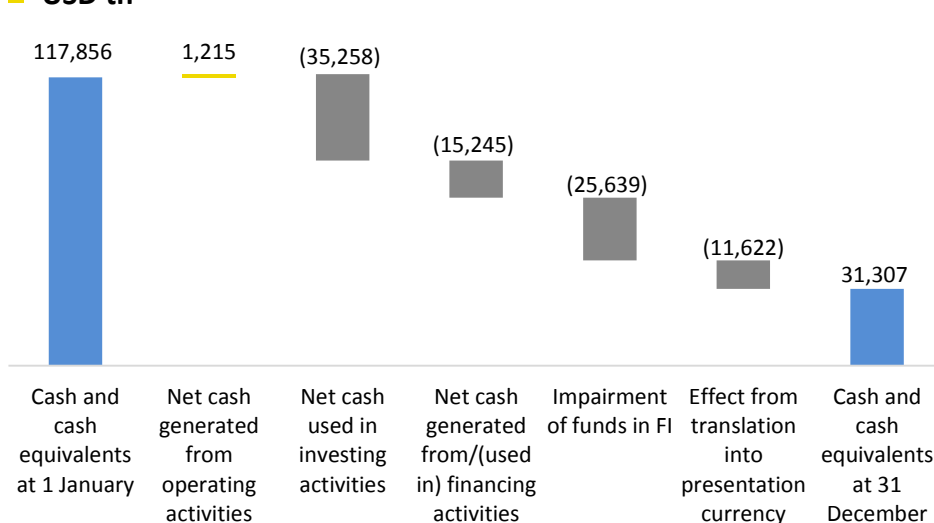 USD th
117,856
1,215
(35,258)
(15,245)
(25,639)
(11,622)
31,307
Cash and
cash
equivalents
at 1 January
Net cash
generated
from
operating
activities
Net cash
used in
investing
activities
Net cash
generated
from/(used
in) financing
activities
Impairment
of funds in FI
Effect from
translation
into
presentation
currency
Cash and
cash
equivalents
at 31
December